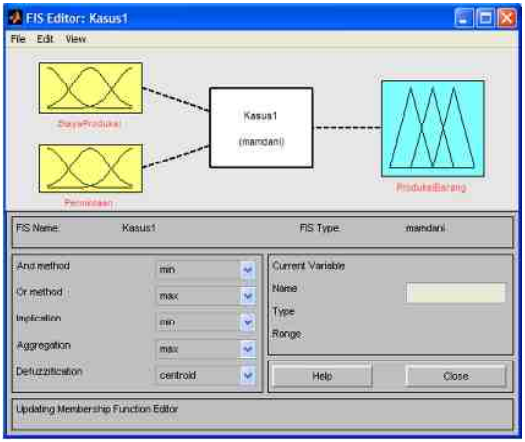 FIS Editor: Kasus1
File Edit View
BiayaProduksi
Permintaan
Kasus1
(mamdani)
ProduksiBarang
FIS Name: Kasus1 FIS Type: mamdani
And method min
Or method max
Implication min
Aggregation max
Defuzzification centroid
Current Variable
Name
Type
Range
Help Close
Updating Membership Function Editor